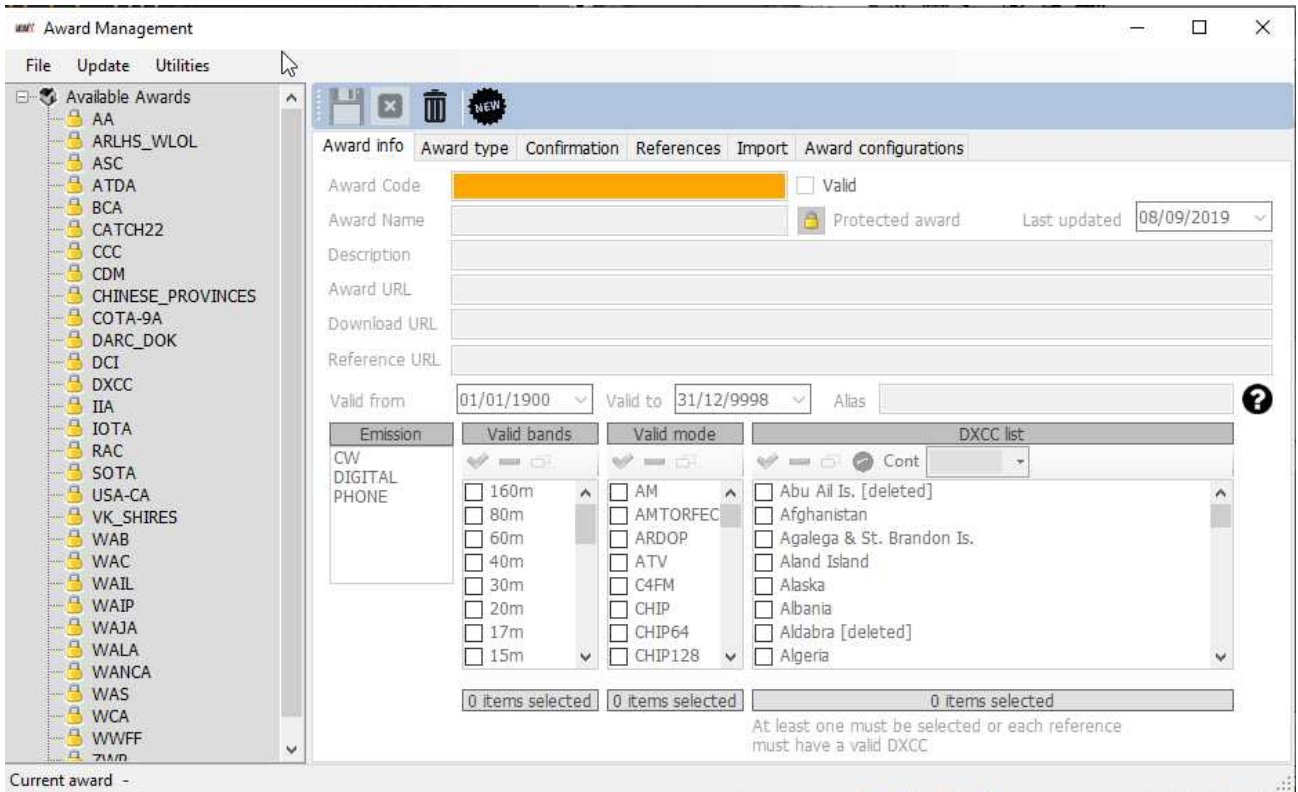 Award Management
File Update Utilities
Available Awards
AA
ARLHS_WLOL
ASC
ATDA
BCA
CATCH22
CCC
CDM
CHINESE_PROVINCES
COTA-9A
DARC_DOK
DCI
DXCC
IIA
IOTA
RAC
SOTA
USA-CA
VK_SHIRES
WAB
WAC
WAIL
WAIP
WAJA
WALA
WANCA
WAS
WCA
WWFF
NEW
Award info Award type Confirmation References Import Award configurations
Award Code Valid
Award Name Protected award Last updated 08/09/2019
Description
Award URL
Download URL
Reference URL
Valid from 01/01/1900 Valid to 31/12/9998 Alias
Emission
CW
DIGITAL
PHONE
Valid bands
160m
80m
60m
40m
30m
20m
17m
15m
0 items selected
Valid mode
AM
AMTORFEC
ARDOP
ATV
C4FM
CHIP
CHIP64
CHIP128
0 items selected
DXCC list
Cont
Abu Ail Is. [deleted]
Afghanistan
Agalega & St. Brandon Is.
Aland Island
Alaska
Albania
Aldabra [deleted]
Algeria
0 items selected
At least one must be selected or each reference
must have a valid DXCC
Current award -